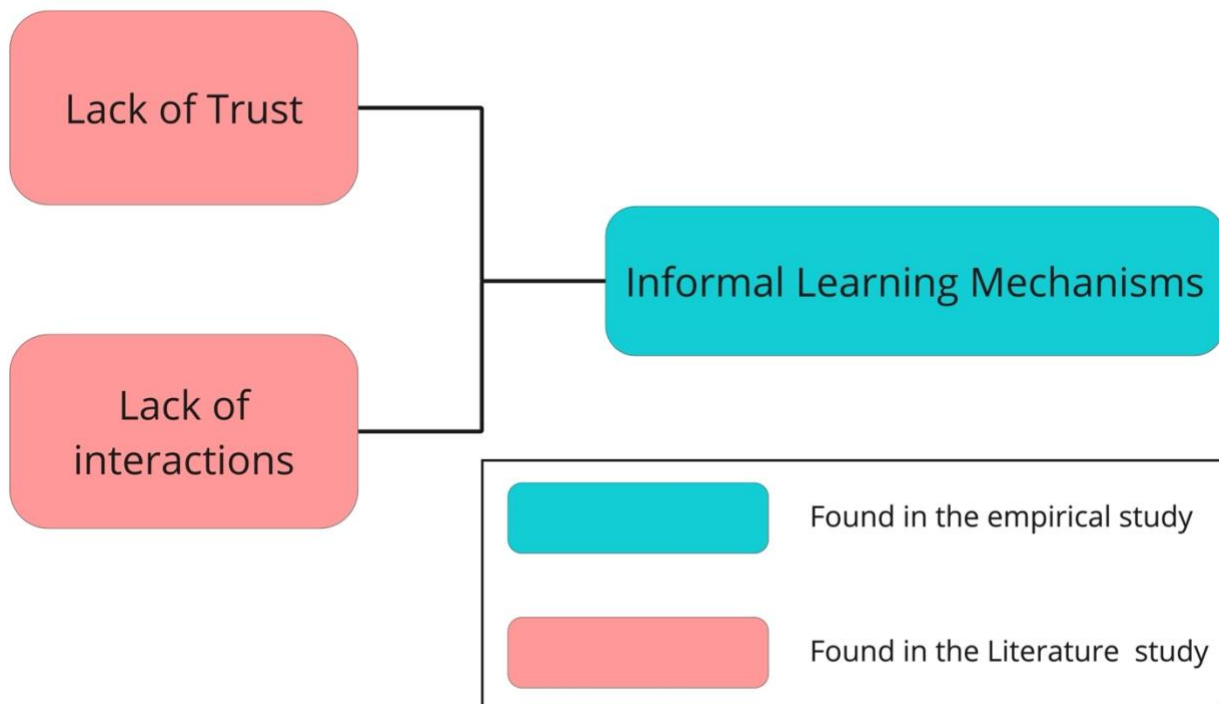 Lack of Trust
Informal Learning Mechanisms
Lack of
interactions
Found in the empirical study
Found in the Literature study